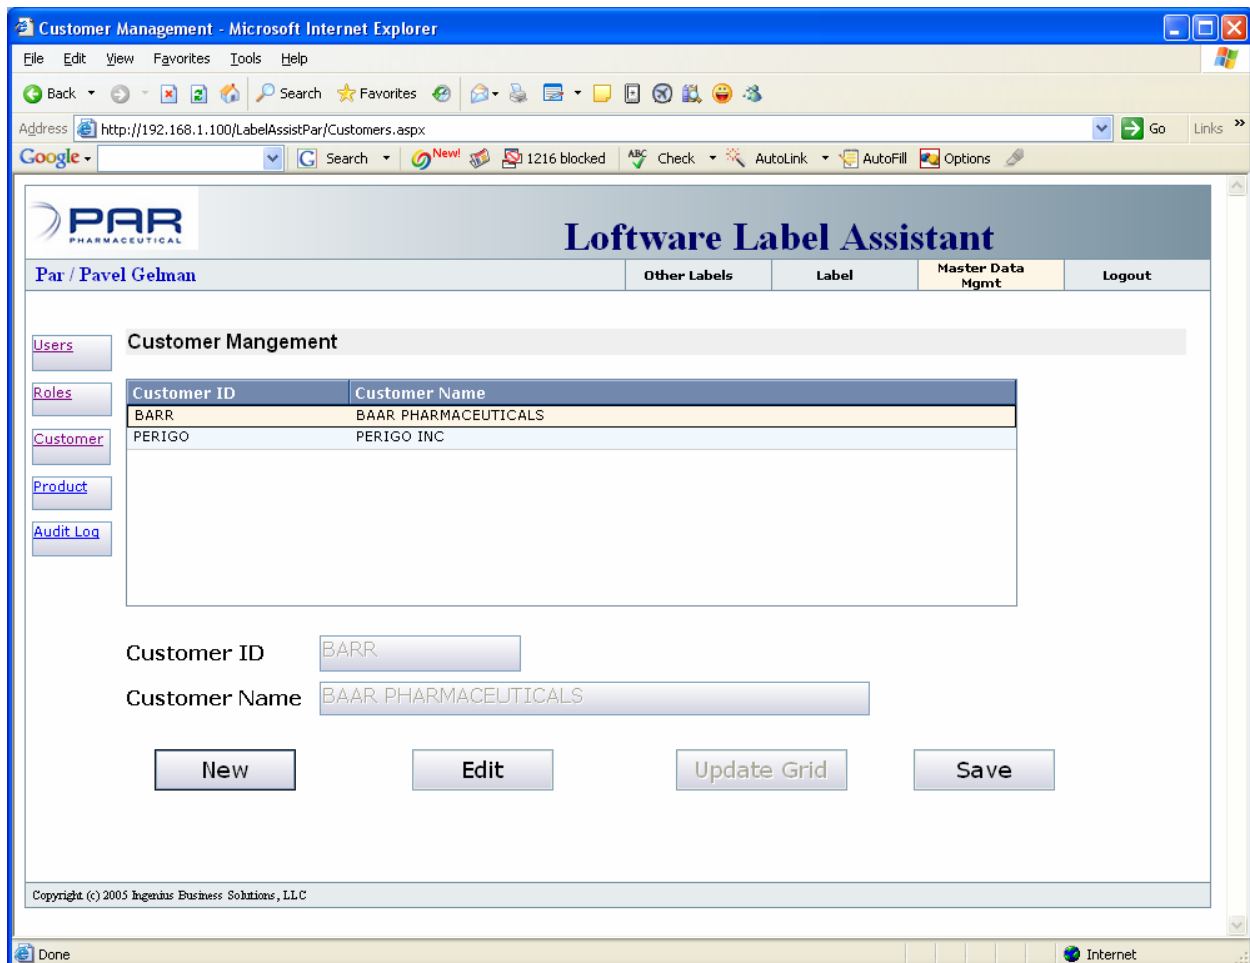 Customer Management - Microsoft Internet Explorer
File Edit View Favorites Tools Help
Back Search Favorites
Address http://192.168.1.100/LabelAssistPar/Customers.aspx Go Links »
Google G Search New! 1216 blocked ABC Check AutoLink AutoFill Options
PAR
PHARMACEUTICAL
Loftware Label Assistant
Par / Pavel Gelman Other Labels Label Master Data Mgmt Logout
Customer Mangement
Users
Roles
Customer
Product
Audit Log
Customer ID Customer Name
BARR BAAR PHARMACEUTICALS
PERIGO PERIGO INC
Customer ID BARR
Customer Name BAAR PHARMACEUTICALS
New Edit Update Grid Save
Copyright (c) 2005 Ingenius Business Solutions, LLC
Done Internet